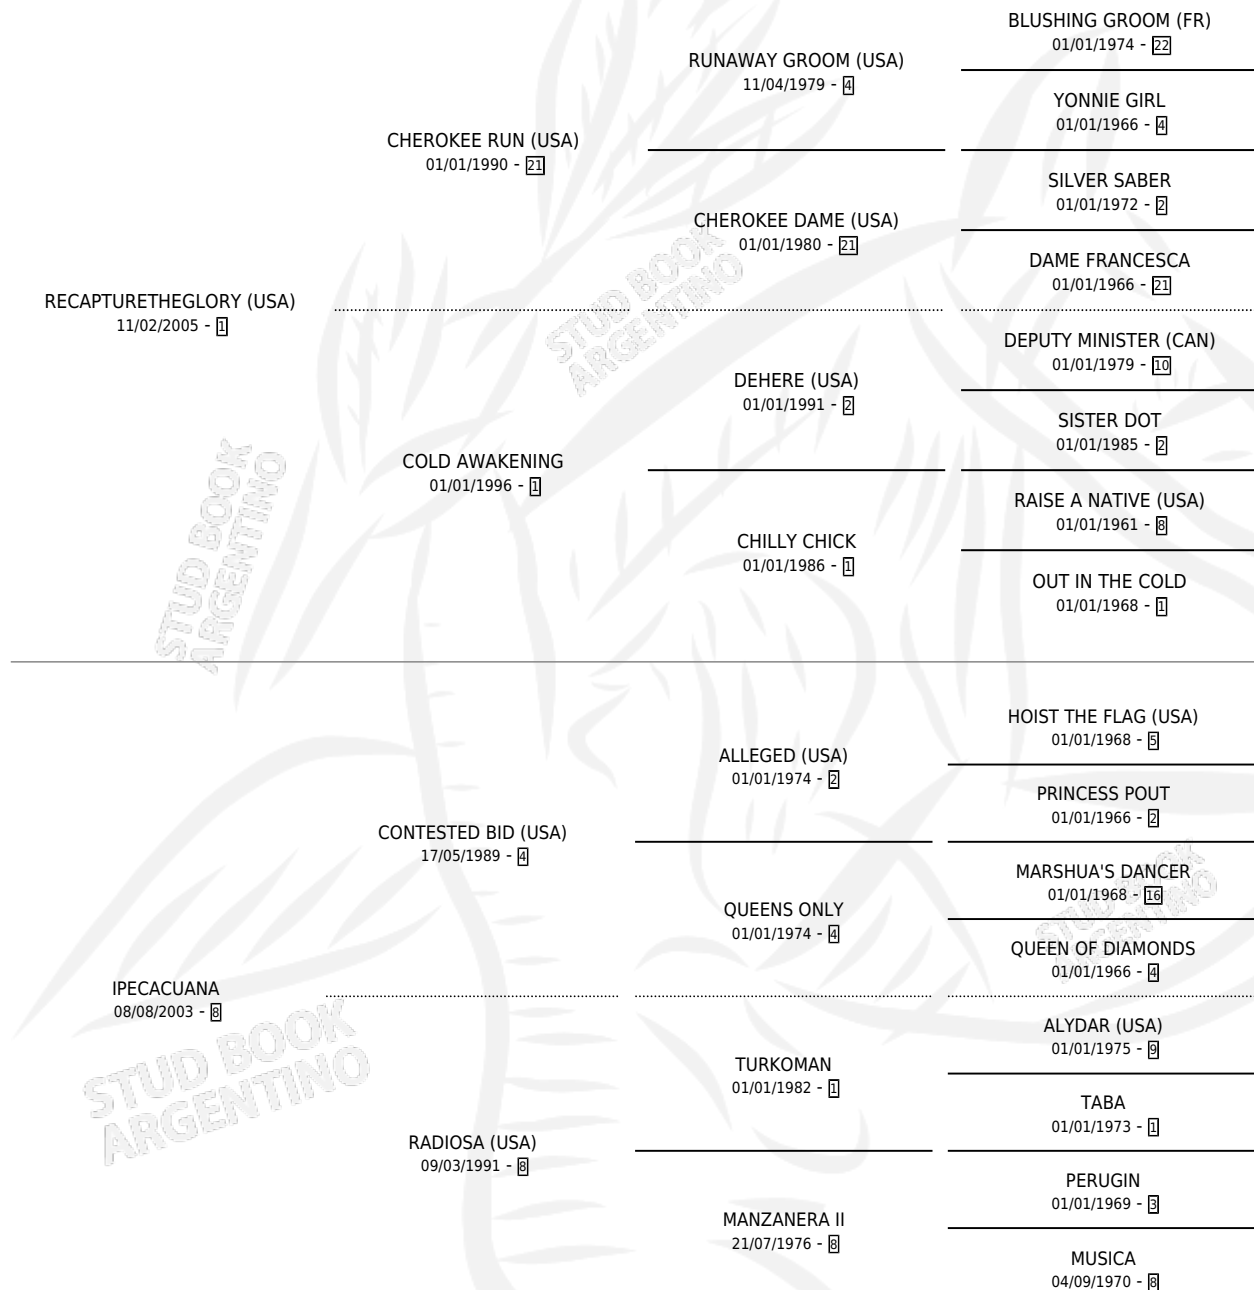 BLUSHING GROOM (FR)
01/01/1974 - 22
RUNAWAY GROOM (USA)
11/04/1979 - 4
YONNIE GIRL
01/01/1966 - 4
CHEROKEE RUN (USA)
01/01/1990 - 21
SILVER SABER
01/01/1972 - 2
CHEROKEE DAME (USA)
01/01/1980 - 21
DAME FRANCESCA
01/01/1966 - 21
RECAPTURETHEGLORY (USA)
11/02/2005 - 1
DEPUTY MINISTER (CAN)
01/01/1979 - 10
DEHERE (USA)
01/01/1991 - 2
SISTER DOT
01/01/1985 - 2
COLD AWAKENING
01/01/1996 - 1
RAISE A NATIVE (USA)
01/01/1961 - 8
CHILLY CHICK
01/01/1986 - 1
OUT IN THE COLD
01/01/1968 - 1
HOIST THE FLAG (USA)
01/01/1968 - 5
ALLEGED (USA)
01/01/1974 - 2
PRINCESS POUT
01/01/1966 - 2
CONTESTED BID (USA)
17/05/1989 - 4
MARSHUA'S DANCER
01/01/1968 - 16
QUEENS ONLY
01/01/1974 - 4
QUEEN OF DIAMONDS
01/01/1966 - 4
IPECACUANA
08/08/2003 - 8
ALYDAR (USA)
01/01/1975 - 9
TURKOMAN
01/01/1982 - 1
TABA
01/01/1973 - 1
RADIOSA (USA)
09/03/1991 - 8
PERUGIN
01/01/1969 - 3
MANZANERA II
21/07/1976 - 8
MUSICA
04/09/1970 - 8
STUD BOOK
ARGENTINO
STUD BOOK
ARGENTINO
STUD BOOK
ARGENTINO
STUD BOOK
ARGENTINO